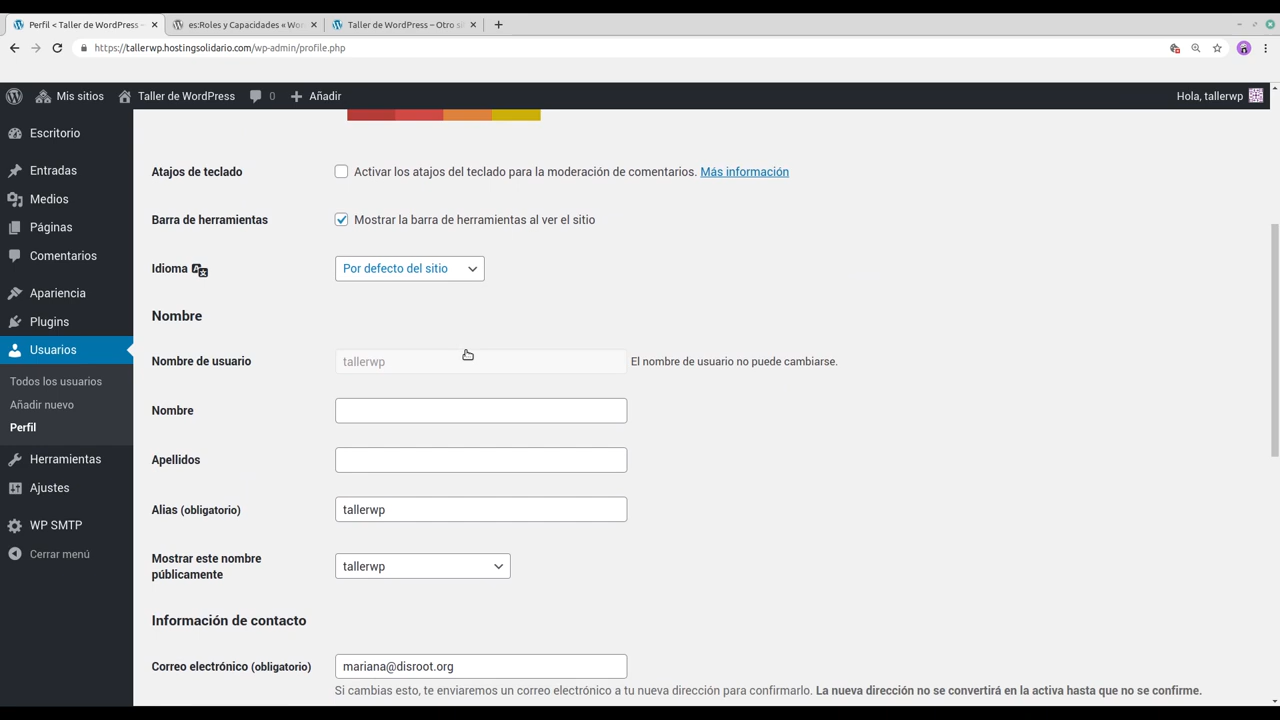 Perfil < Taller de WordPress –
es:Roles y Capacidades « Wor
Taller de WordPress – Otro si
https://tallerwp.hostingsolidario.com/wp-admin/profile.php
Mis sitios
Taller de WordPress
0
Añadir
Hola, tallerwp
Escritorio
Entradas
Medios
Páginas
Comentarios
Apariencia
Plugins
Usuarios
Todos los usuarios
Añadir nuevo
Perfil
Herramientas
Ajustes
WP SMTP
Cerrar menú
Atajos de teclado
Activar los atajos del teclado para la moderación de comentarios. Más información
Barra de herramientas
Mostrar la barra de herramientas al ver el sitio
Idioma
Por defecto del sitio
Nombre
Nombre de usuario
tallerwp
El nombre de usuario no puede cambiarse.
Nombre
Apellidos
Alias (obligatorio)
tallerwp
Mostrar este nombre
públicamente
tallerwp
Información de contacto
Correo electrónico (obligatorio)
mariana@disroot.org
Si cambias esto, te enviaremos un correo electrónico a tu nueva dirección para confirmarlo. La nueva dirección no se convertirá en la activa hasta que no se confirme.